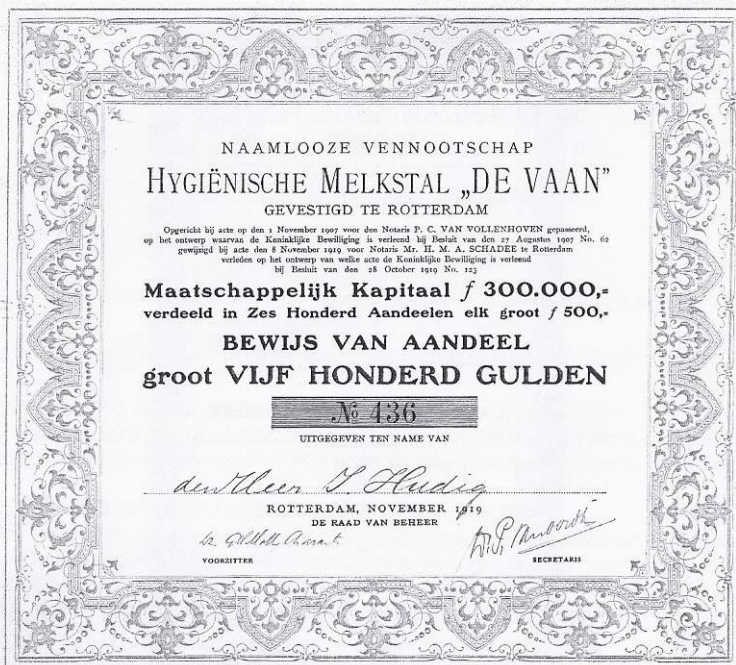 NAAMLOOZE VENNOOTSCHAP
HYGIËNISCHE MELKSTAL „DE VAAN"
GEVESTIGD TE ROTTERDAM
Opgericht bij acte op den 1 November 1907 voor den Notaris P. C. VAN VOLLENHOVEN gepasseerd,
op het ontwerp waarvan de Koninklijke Bewilliging is verleend bij Besluit van den 27 Augustus 1907 No. 62
gewijzigd bij acte den 8 November 1919 voor Notaris Mr. H. M. A. SCHADEE te Rotterdam
verleden op het ontwerp van welke acte de Koninklijke Bewilliging is verleend
bij Besluit van den 28 October 1919 No. 123
Maatschappelijk Kapitaal ƒ 300.000,=
verdeeld in Zes Honderd Aandeelen elk groot ƒ 500,=
BEWIJS VAN AANDEEL
groot VIJF HONDERD GULDEN
No 436
UITGEGEVEN TEN NAME VAN
den Heer J. Hudig
ROTTERDAM, NOVEMBER 1919
DE RAAD VAN BEHEER
VOORZITTER
SECRETARIS